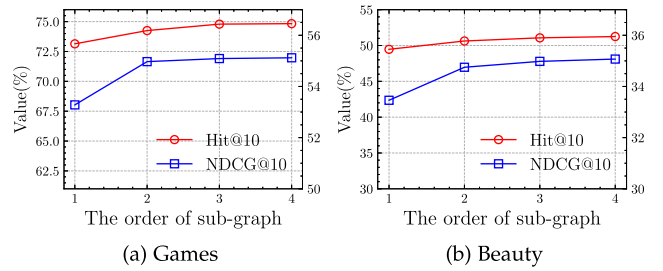 75.0
72.5
70.0
67.5
65.0
62.5
Value(%)
56
54
52
50
Hit@10
NDCG@10
1 2 3 4
The order of sub-graph
(a) Games
55
50
45
40
35
30
Value(%)
36
34
32
30
Hit@10
NDCG@10
1 2 3 4
The order of sub-graph
(b) Beauty